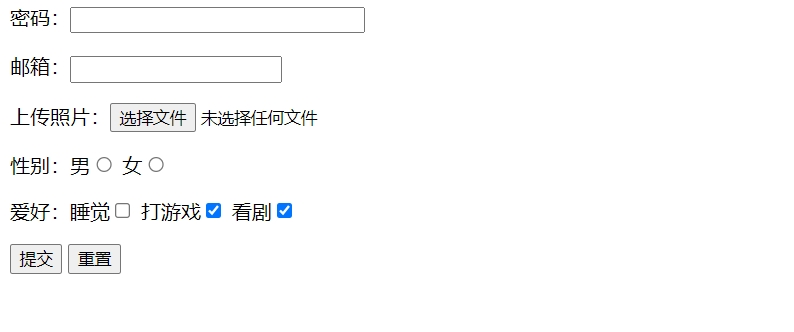 密码：
邮箱：
上传照片：选择文件 未选择任何文件
性别：男 女
爱好：睡觉 打游戏 看剧
提交 重置